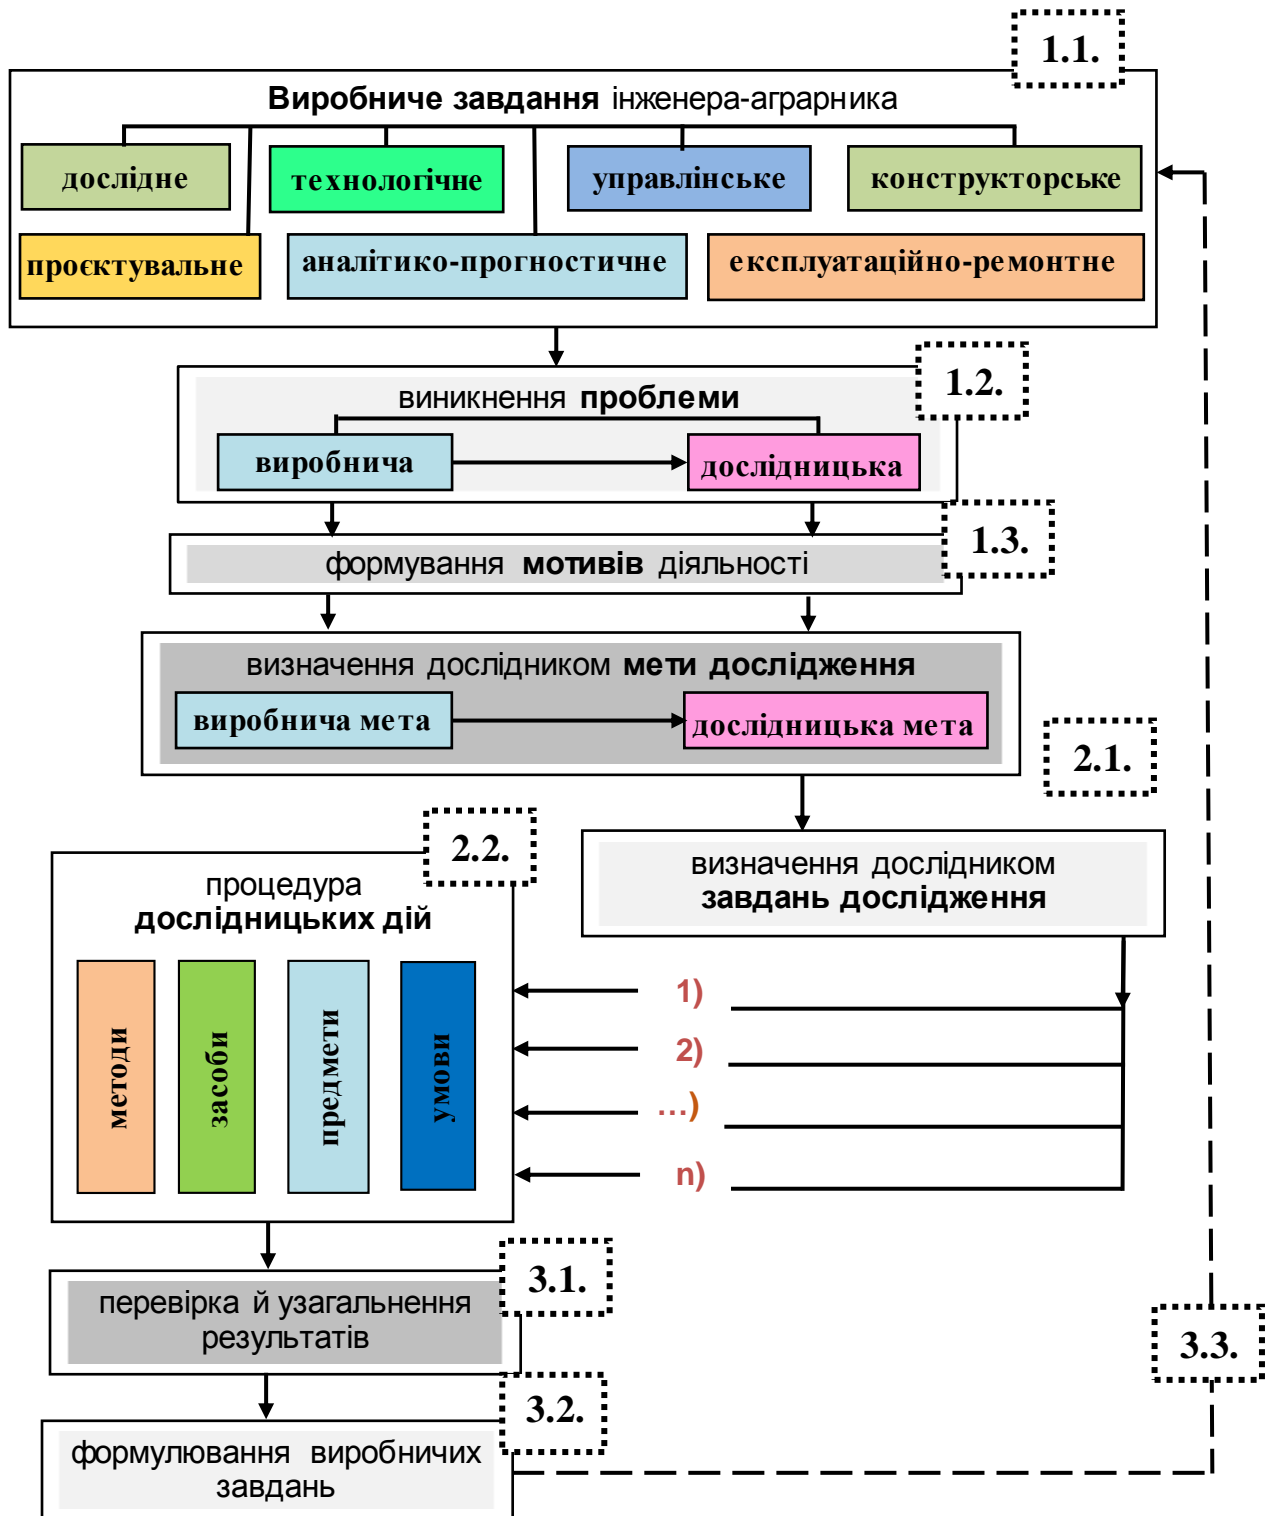 1.1.
Виробниче завдання інженера-аграрника
дослідне
технологічне
управлінське
конструкторське
проєктувальне
аналітико-прогностичне
експлуатаційно-ремонтне
1.2.
виникнення проблеми
виробнича
дослідницька
1.3.
формування мотивів діяльності
визначення дослідником мети дослідження
виробнича мета
дослідницька мета
2.1.
визначення дослідником
завдань дослідження
2.2.
процедура
дослідницьких дій
методи
засоби
предмети
умови
1)
2)
...)
n)
3.1.
перевірка й узагальнення
результатів
3.2.
формулювання виробничих
завдань
3.3.